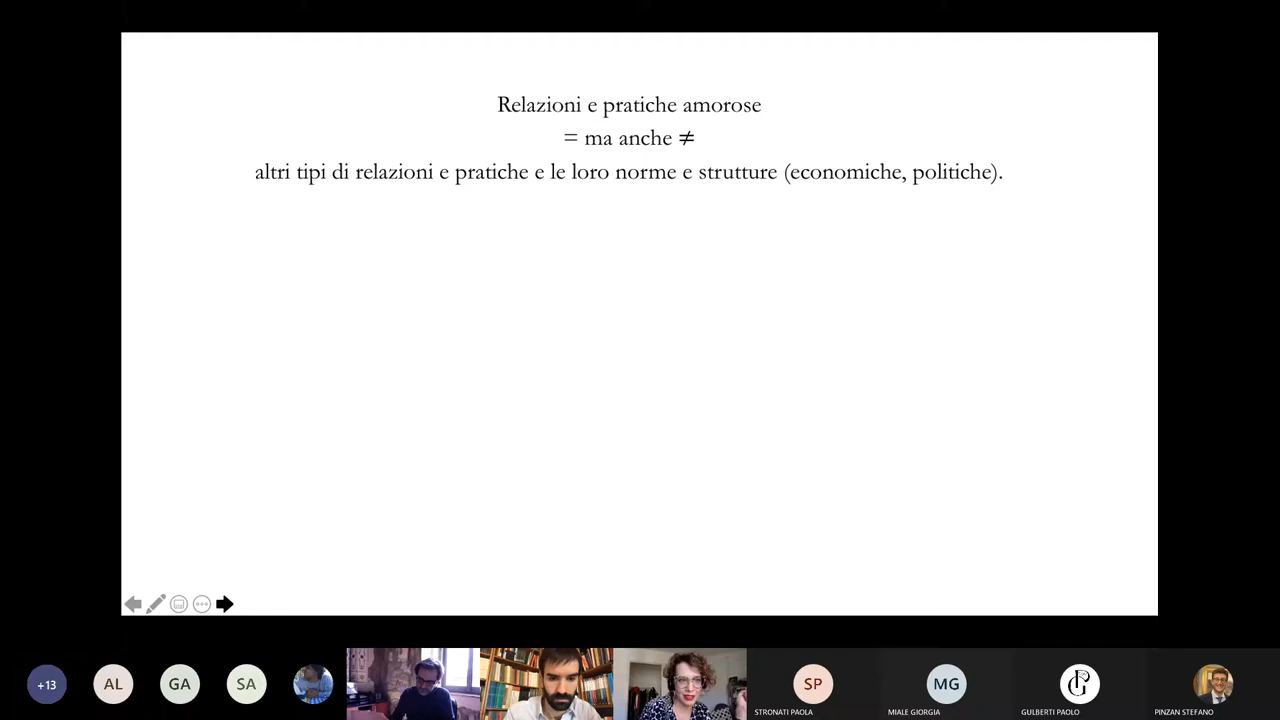 Relazioni e pratiche amorose
= ma anche ≠
altri tipi di relazioni e pratiche e le loro norme e strutture (economiche, politiche).
+13
AL
GA
SA
SP
STRONATI PAOLA
MG
MIALE GIORGIA
GULBERTI PAOLO
PINZAN STEFANO